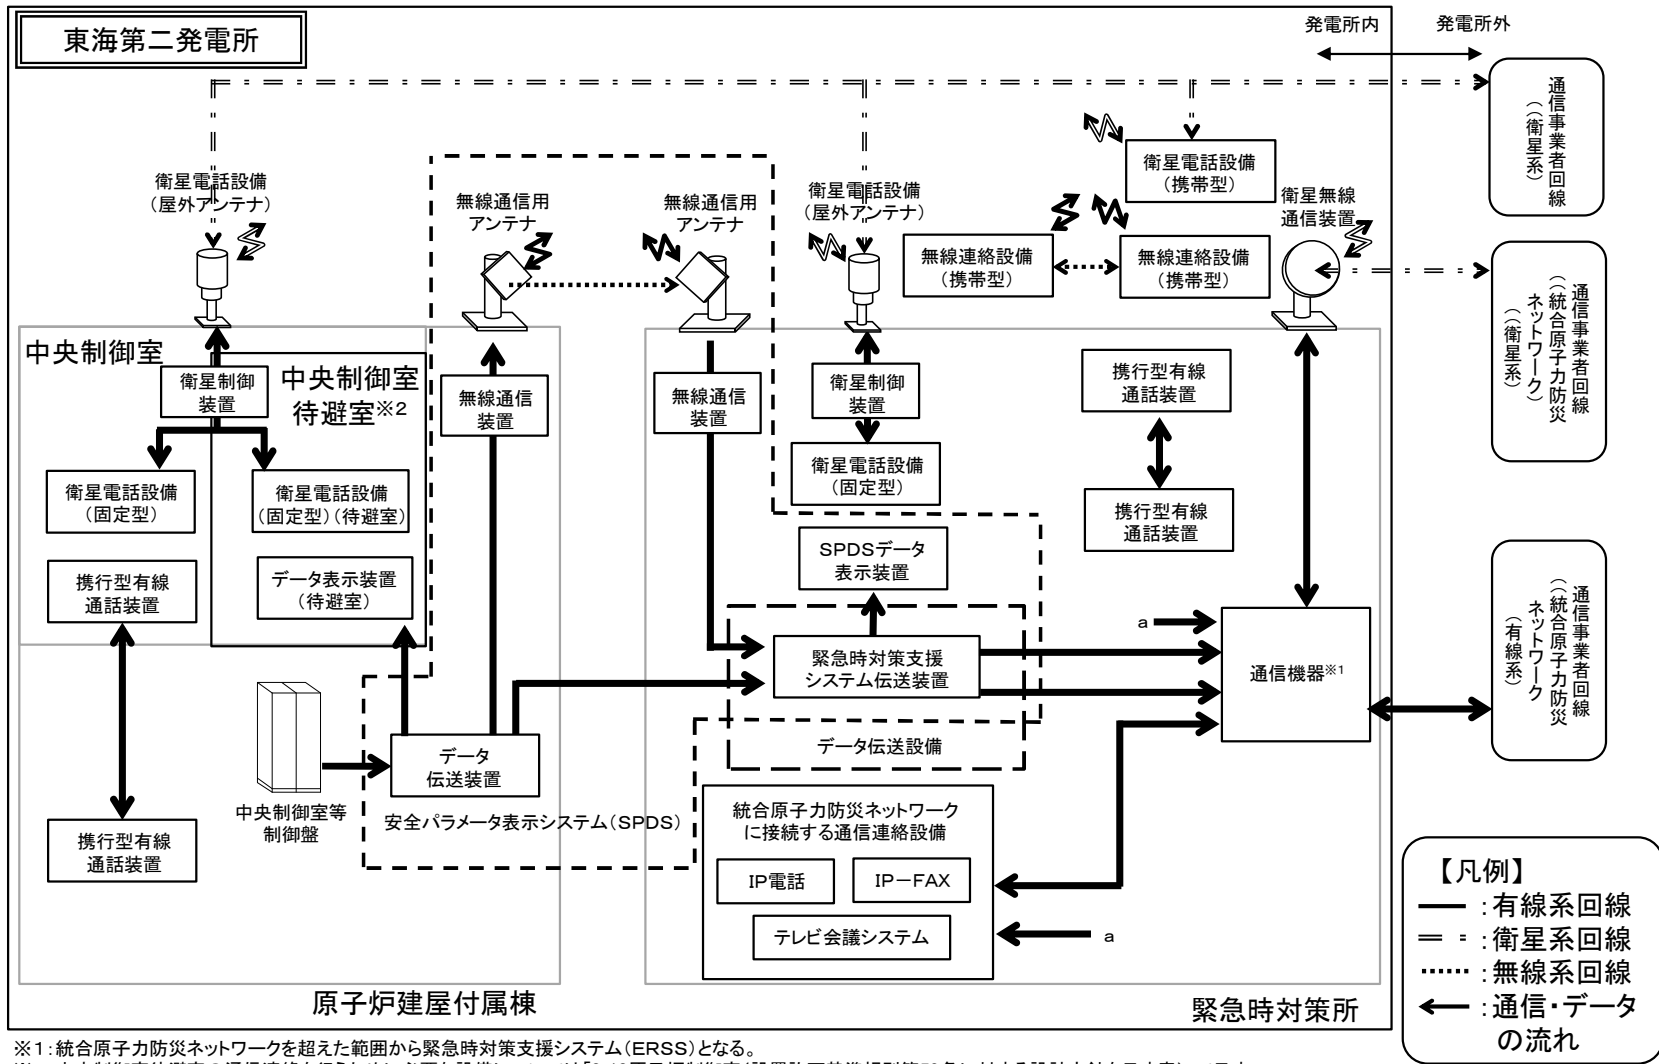 東海第二発電所
発電所内
発電所外
通信事業者回線
(（衛星系）
衛星電話設備
（携帯型）
衛星電話設備
（屋外アンテナ）
無線通信用
アンテナ
無線通信用
アンテナ
衛星電話設備
（屋外アンテナ）
無線連絡設備
（携帯型）
無線連絡設備
（携帯型）
衛星無線
通信装置
通信事業者回線
(（統合原子力防災
ネットワーク）
(（衛星系）
中央制御室
衛星制御
装置
中央制御室
待避室※2
無線通信
装置
無線通信
装置
衛星制御
装置
携行型有線
通話装置
衛星電話設備
（固定型）
衛星電話設備
（固定型）（待避室）
衛星電話設備
（固定型）
携行型有線
通話装置
携行型有線
通話装置
データ表示装置
（待避室）
SPDSデータ
表示装置
通信事業者回線
(（統合原子力防災
ネットワーク
（有線系）
a
緊急時対策支援
システム伝送装置
通信機器※1
データ
伝送装置
データ伝送設備
中央制御室等
制御盤
安全パラメータ表示システム（SPDS）
携行型有線
通話装置
統合原子力防災ネットワーク
に接続する通信連絡設備
IP電話
IP－FAX
テレビ会議システム
a
原子炉建屋付属棟
緊急時対策所
【凡例】
：有線系回線
：衛星系回線
：無線系回線
：通信・データ
の流れ
※1：統合原子力防災ネットワークを超えた範囲から緊急時対策支援システム（ERSS）となる。